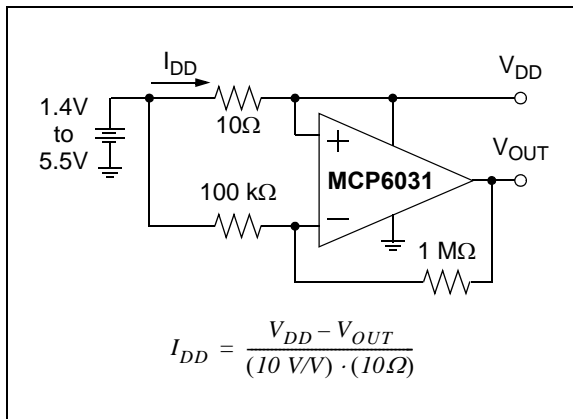 I_DD
V_DD
1.4V
to
5.5V
10Ω
V_OUT
+
MCP6031
100 kΩ
–
1 MΩ
I_DD = (V_DD – V_OUT) / ((10 V/V) · (10Ω))